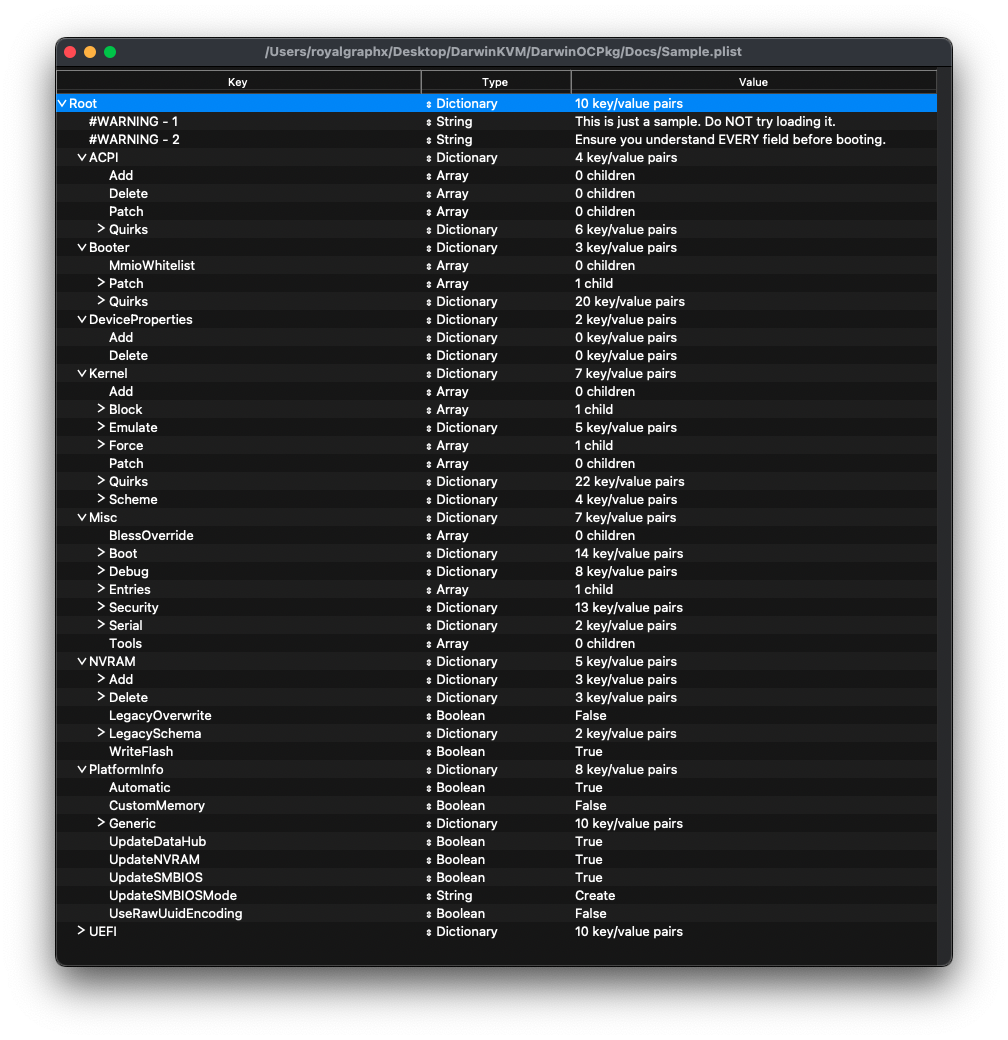 /Users/royalgraphx/Desktop/DarwinKVM/DarwinOCPkg/Docs/Sample.plist
Key Type Value
Root Dictionary 10 key/value pairs
#WARNING - 1 String This is just a sample. Do NOT try loading it.
#WARNING - 2 String Ensure you understand EVERY field before booting.
ACPI Dictionary 4 key/value pairs
Add Array 0 children
Delete Array 0 children
Patch Array 0 children
Quirks Dictionary 6 key/value pairs
Booter Dictionary 3 key/value pairs
MmioWhitelist Array 0 children
Patch Array 1 child
Quirks Dictionary 20 key/value pairs
DeviceProperties Dictionary 2 key/value pairs
Add Dictionary 0 key/value pairs
Delete Dictionary 0 key/value pairs
Kernel Dictionary 7 key/value pairs
Add Array 0 children
Block Array 1 child
Emulate Dictionary 5 key/value pairs
Force Array 1 child
Patch Array 0 children
Quirks Dictionary 22 key/value pairs
Scheme Dictionary 4 key/value pairs
Misc Dictionary 7 key/value pairs
BlessOverride Array 0 children
Boot Dictionary 14 key/value pairs
Debug Dictionary 8 key/value pairs
Entries Array 1 child
Security Dictionary 13 key/value pairs
Serial Dictionary 2 key/value pairs
Tools Array 0 children
NVRAM Dictionary 5 key/value pairs
Add Dictionary 3 key/value pairs
Delete Dictionary 3 key/value pairs
LegacyOverwrite Boolean False
LegacySchema Dictionary 2 key/value pairs
WriteFlash Boolean True
PlatformInfo Dictionary 8 key/value pairs
Automatic Boolean True
CustomMemory Boolean False
Generic Dictionary 10 key/value pairs
UpdateDataHub Boolean True
UpdateNVRAM Boolean True
UpdateSMBIOS Boolean True
UpdateSMBIOSMode String Create
UseRawUuidEncoding Boolean False
UEFI Dictionary 10 key/value pairs